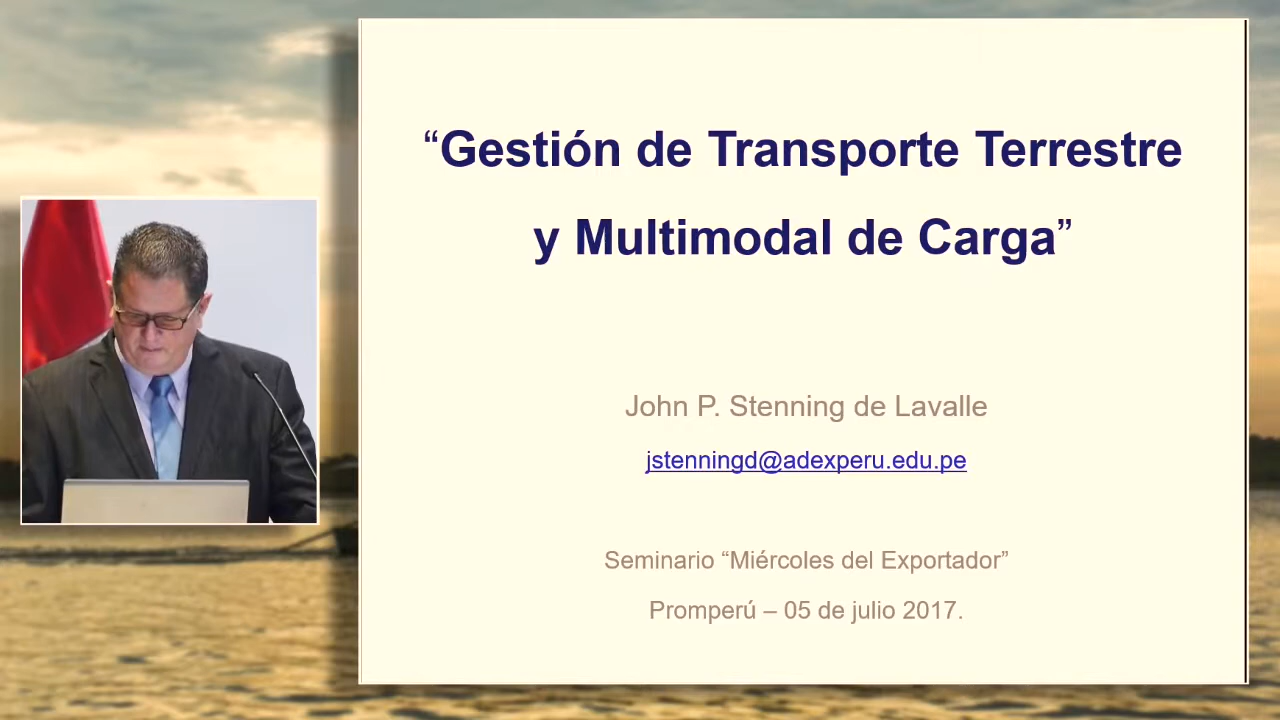 “Gestión de Transporte Terrestre
y Multimodal de Carga”
John P. Stenning de Lavalle
jstenningd@adexperu.edu.pe
Seminario “Miércoles del Exportador”
Promperú – 05 de julio 2017.